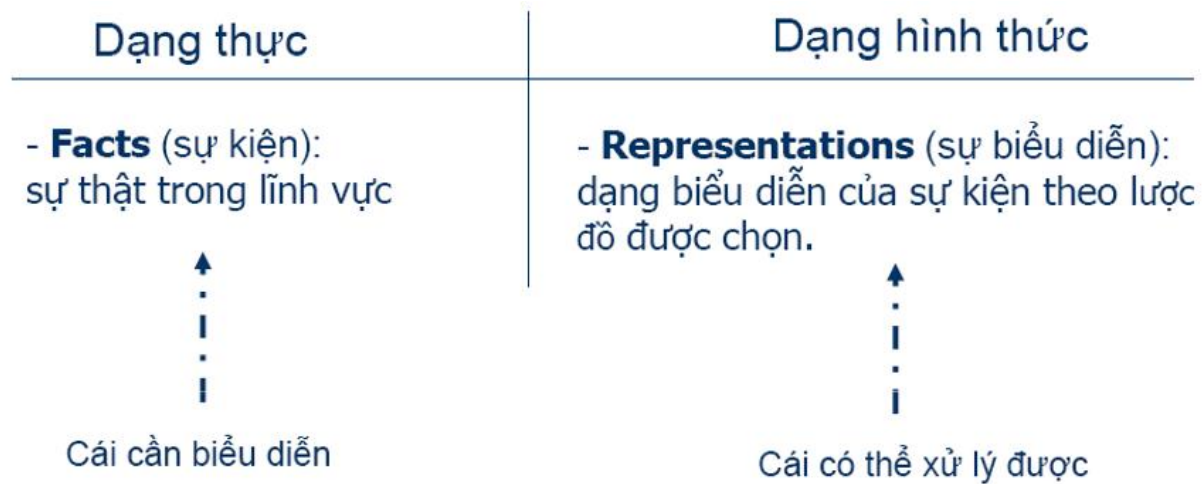 Dạng thực
Dạng hình thức
- Facts (sự kiện):
sự thật trong lĩnh vực
- Representations (sự biểu diễn):
dạng biểu diễn của sự kiện theo lược
đồ được chọn.
Cái cần biểu diễn
Cái có thể xử lý được